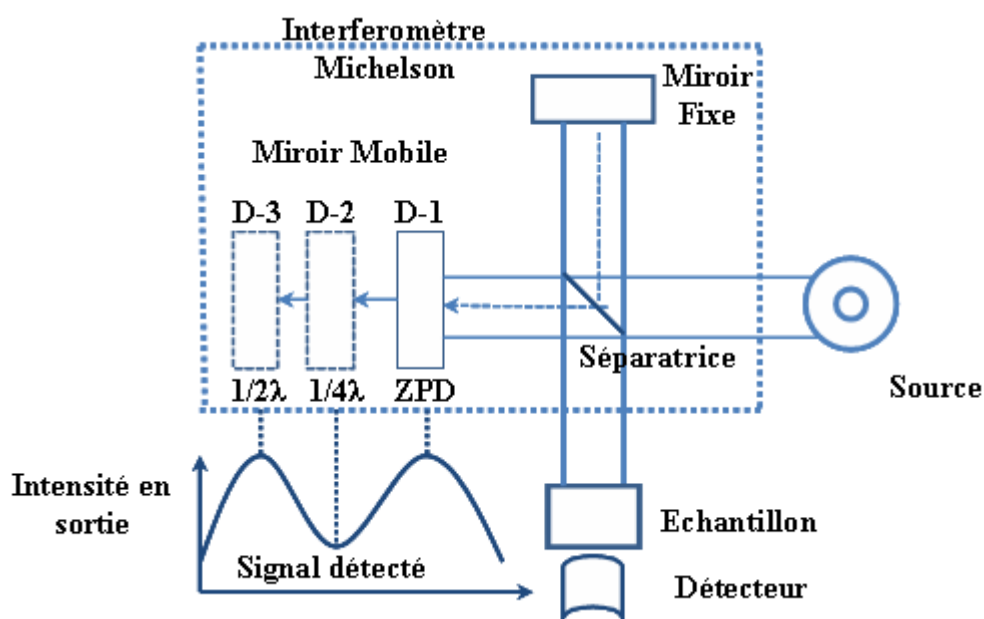 Interferomètre
Michelson
Miroir
Fixe
Miroir Mobile
D-3 D-2 D-1
Séparatrice
1/2λ 1/4λ ZPD
Source
Intensité en
sortie
Signal détecté
Echantillon
Détecteur